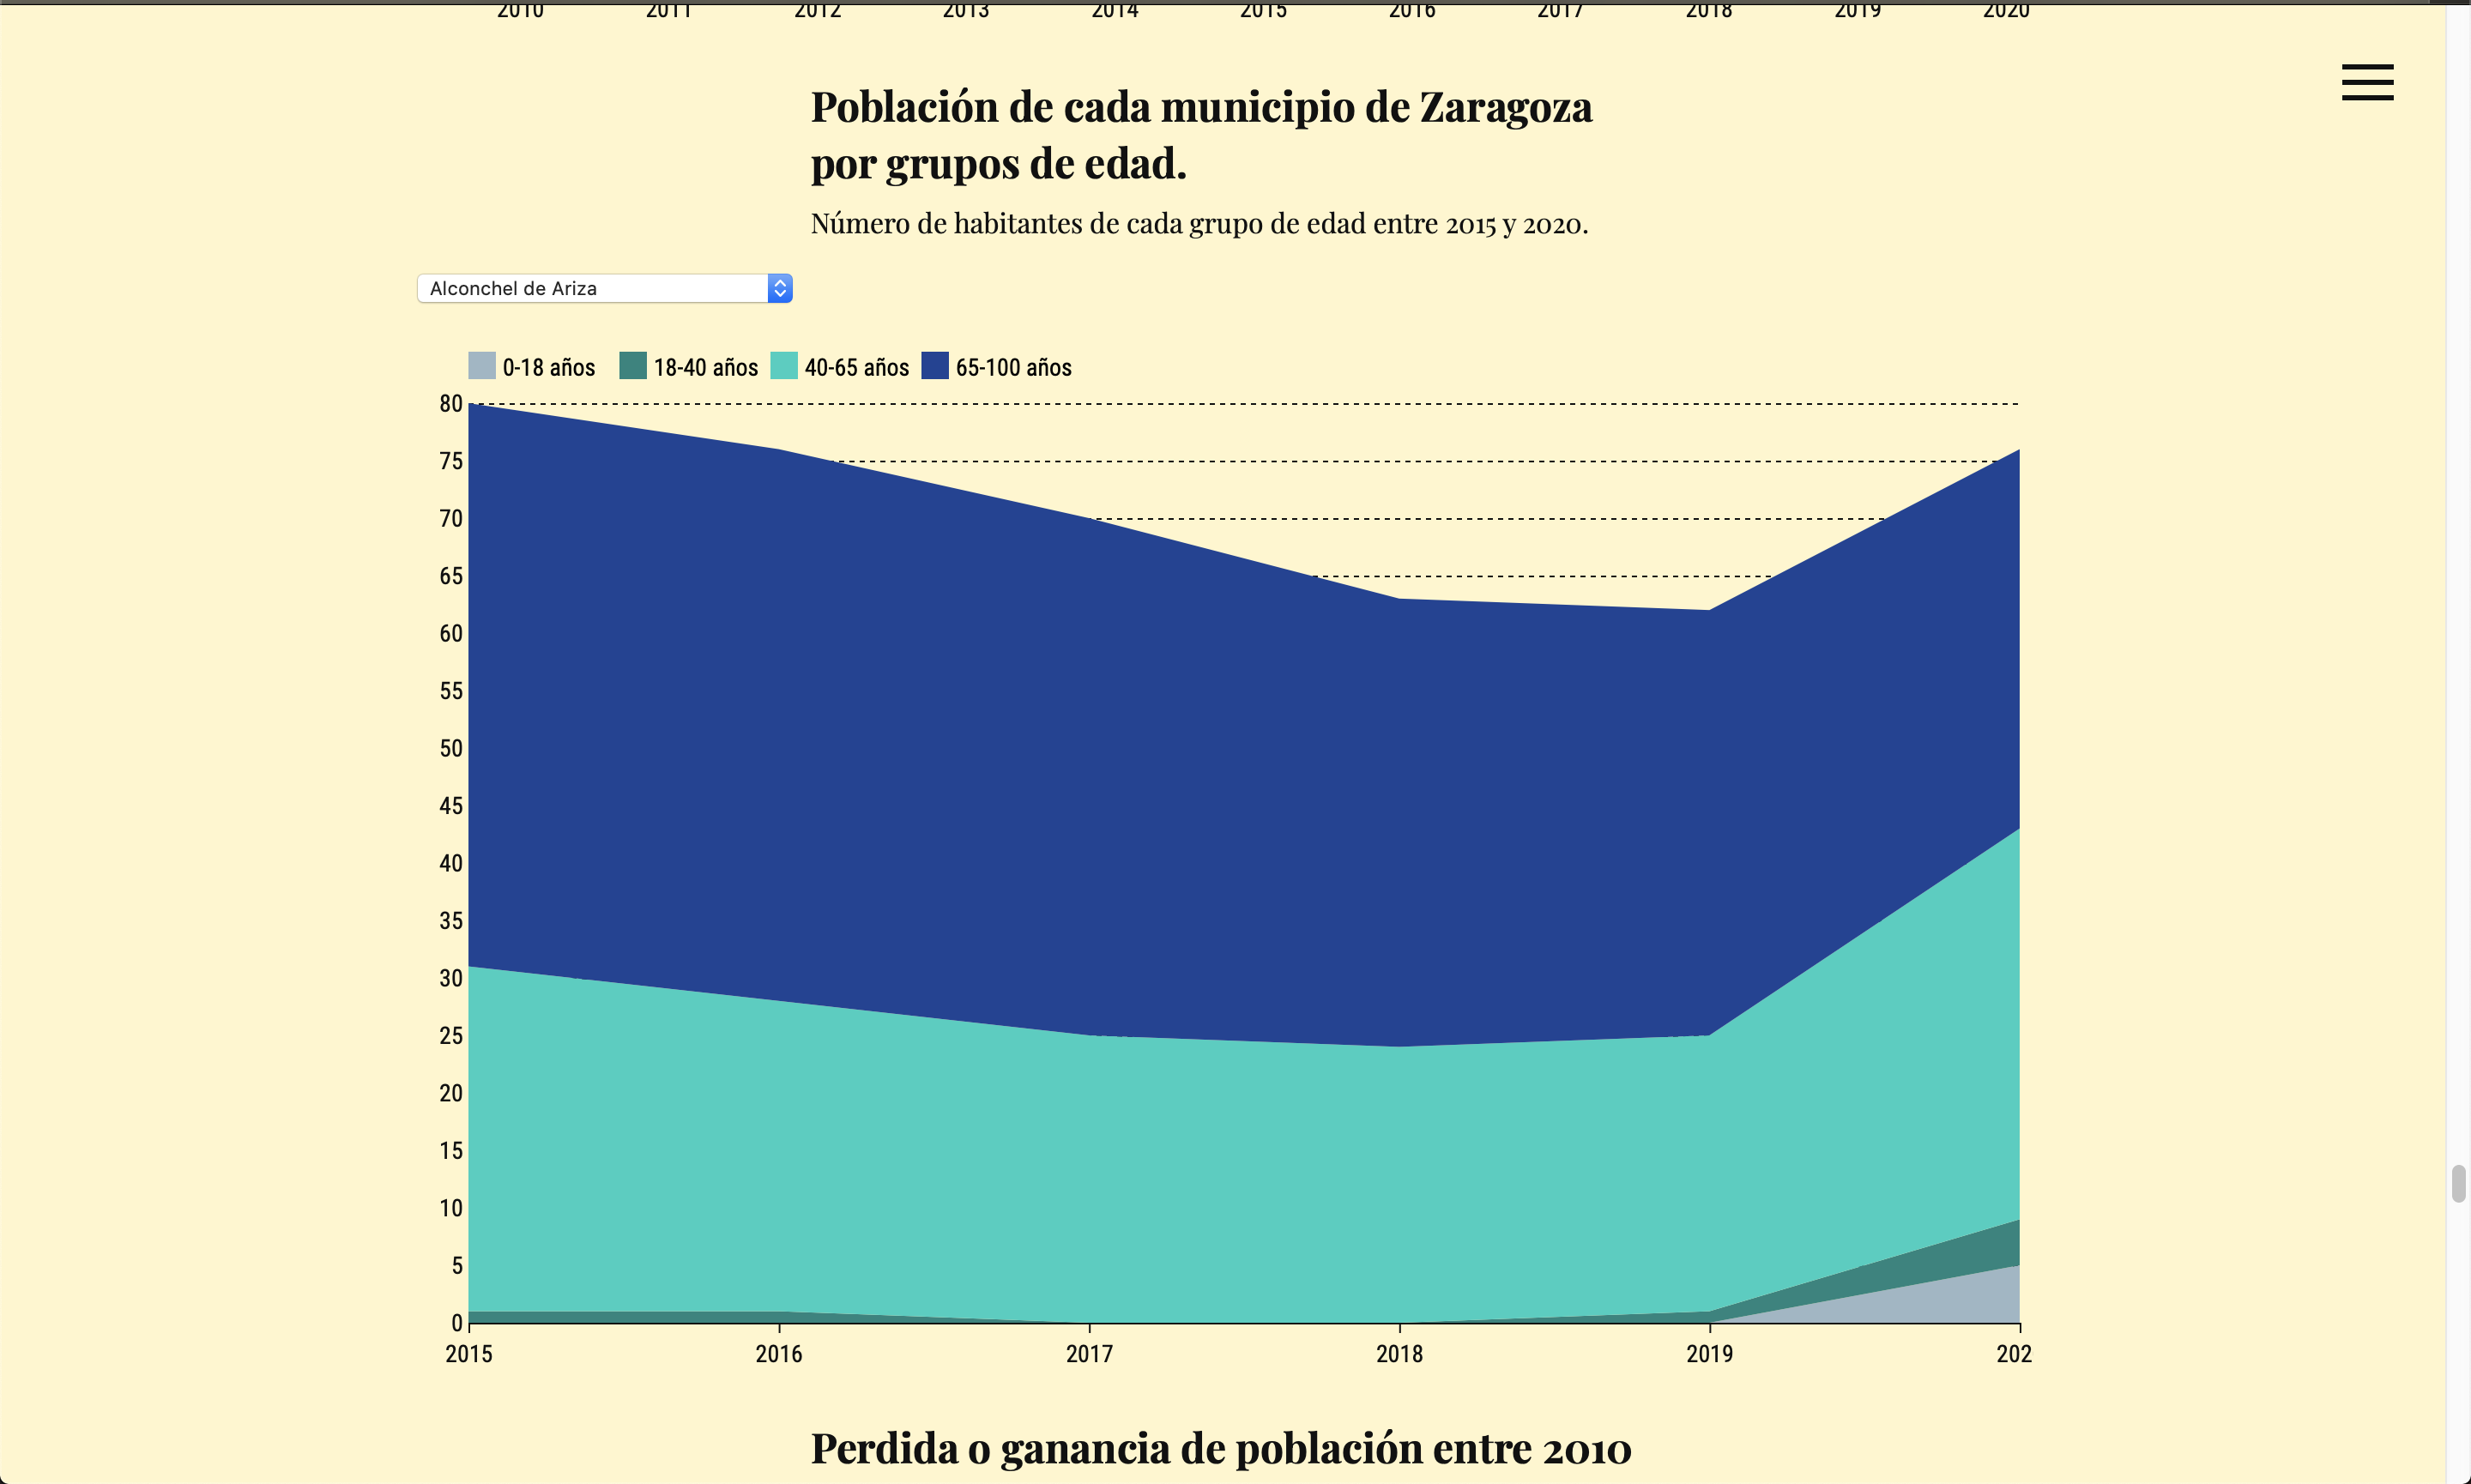 2010 2011 2012 2013 2014 2015 2016 2017 2018 2019 2020
Población de cada municipio de Zaragoza
por grupos de edad.
Número de habitantes de cada grupo de edad entre 2015 y 2020.
Alconchel de Ariza
0-18 años 18-40 años 40-65 años 65-100 años
80
75
70
65
60
55
50
45
40
35
30
25
20
15
10
5
0
2015 2016 2017 2018 2019 202
Perdida o ganancia de población entre 2010